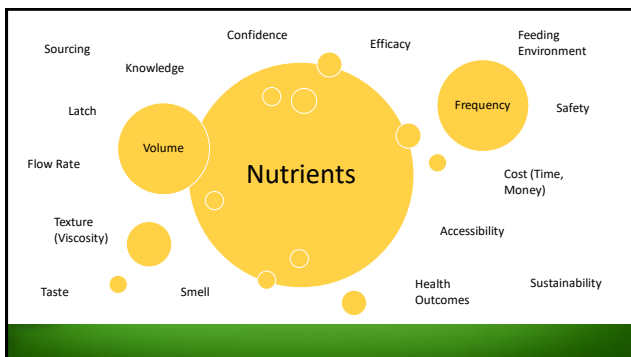 Confidence
Efficacy
Feeding
Environment
Sourcing
Knowledge
Frequency
Safety
Latch
Volume
Nutrients
Flow Rate
Cost (Time,
Money)
Texture
(Viscosity)
Accessibility
Taste
Smell
Health
Outcomes
Sustainability